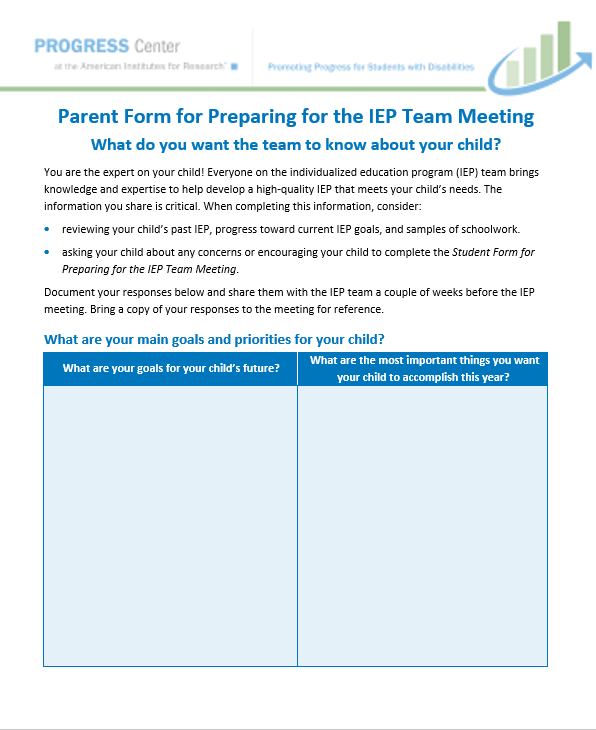 PROGRESS Center
at the American Institutes for Research®
Promoting Progress for Students with Disabilities
Parent Form for Preparing for the IEP Team Meeting
What do you want the team to know about your child?
You are the expert on your child! Everyone on the individualized education program (IEP) team brings
knowledge and expertise to help develop a high-quality IEP that meets your child's needs. The
information you share is critical. When completing this information, consider:
• reviewing your child's past IEP, progress toward current IEP goals, and samples of schoolwork.
• asking your child about any concerns or encouraging your child to complete the Student Form for
Preparing for the IEP Team Meeting.
Document your responses below and share them with the IEP team a couple of weeks before the IEP
meeting. Bring a copy of your responses to the meeting for reference.
What are your main goals and priorities for your child?
What are your goals for your child's future?
What are the most important things you want
your child to accomplish this year?